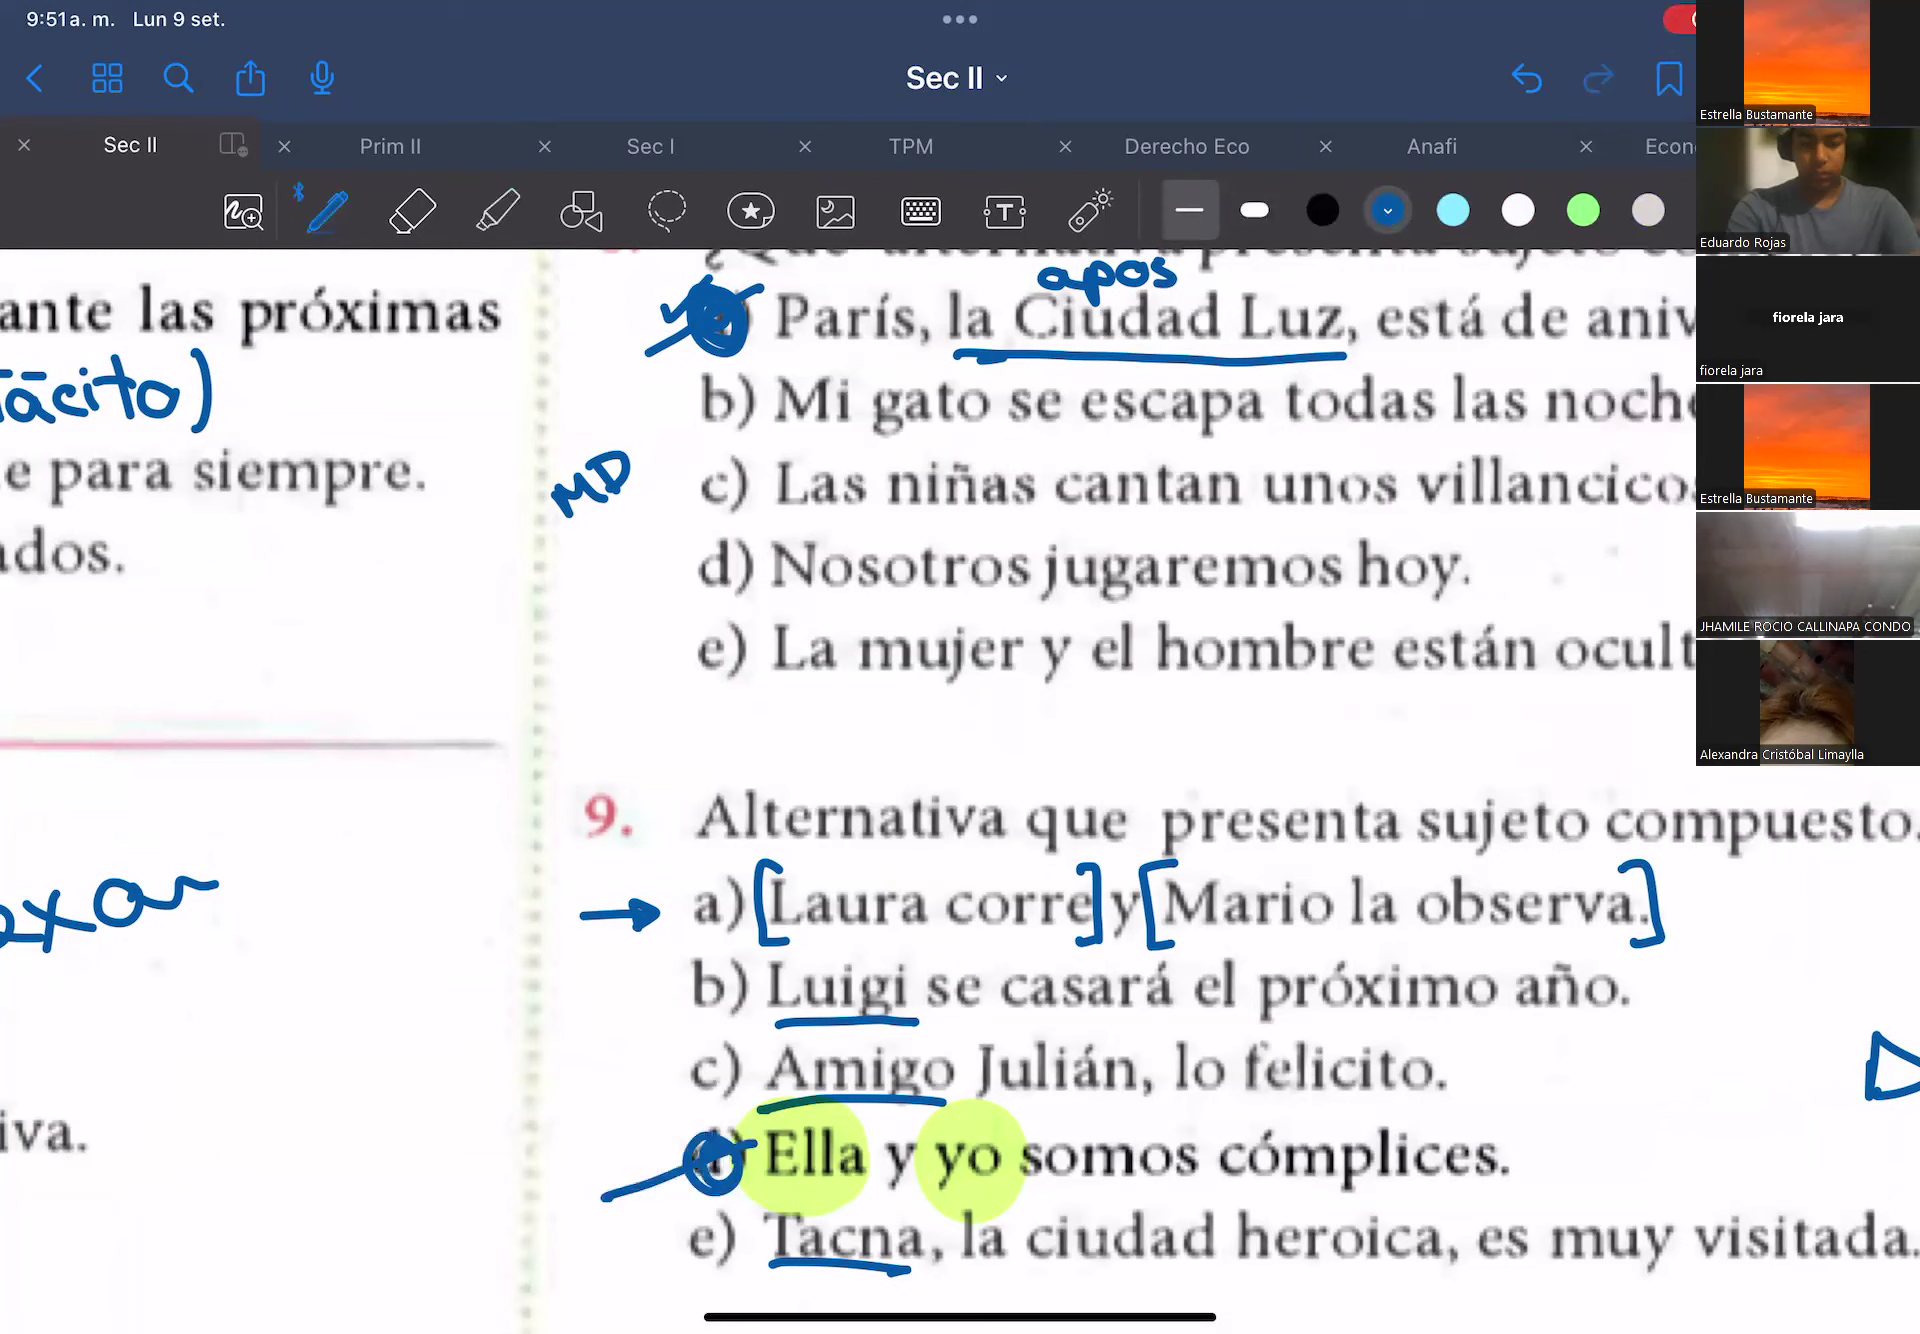 9:51 a. m. Lun 9 set.
Sec II
Sec II
Prim II
Sec I
TPM
Derecho Eco
Anafi
ante las próximas
tácito)
e para siempre.
ados.
iva.
presenta sujeto
apos
París, la Ciudad Luz, está de aniv
b) Mi gato se escapa todas las noch
MD
c) Las niñas cantan unos villancico
d) Nosotros jugaremos hoy.
e) La mujer y el hombre están ocult
9. Alternativa que presenta sujeto compuesto.
a) [Laura corre] y [Mario la observa.]
b) Luigi se casará el próximo año.
c) Amigo Julián, lo felicito.
d) Ella y yo somos cómplices.
e) Tacna, la ciudad heroica, es muy visitada.
Estrella Bustamante
Eduardo Rojas
fiorela jara
fiorela jara
Estrella Bustamante
JHAMILE ROCIO CALLINAPA CONDO
Alexandra Cristóbal Limaylla